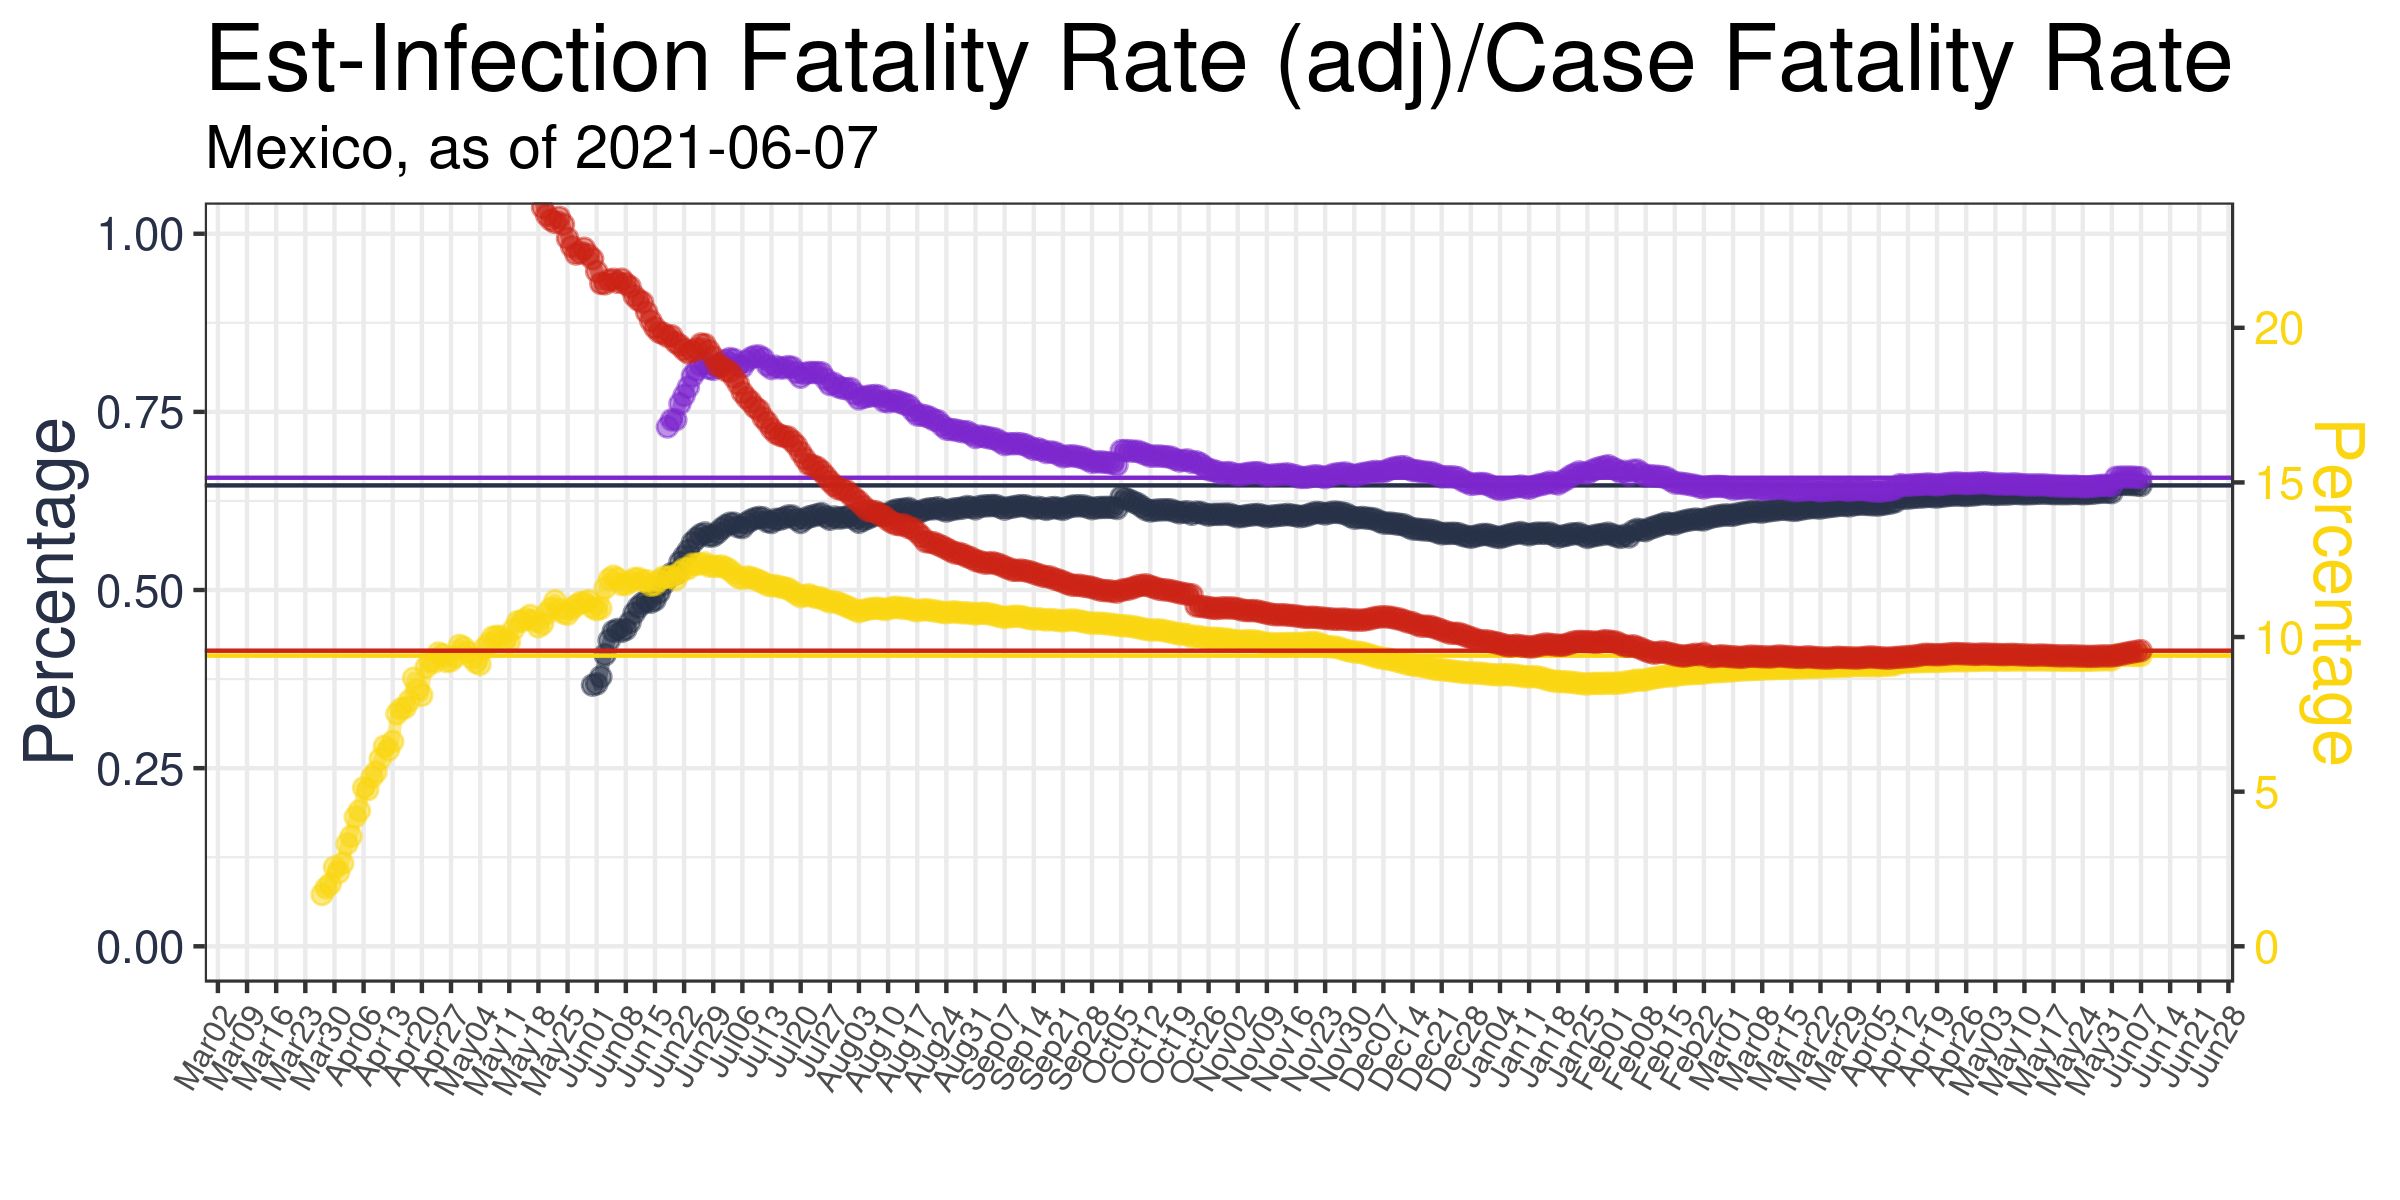 Est-Infection Fatality Rate (adj)/Case Fatality Rate
Mexico, as of 2021-06-07
Percentage
1.00
0.75
0.50
0.25
0.00
Percentage
20
15
10
5
0
Mar02
Mar09
Mar16
Mar23
Mar30
Apr06
Apr13
Apr20
Apr27
May04
May11
May18
May25
Jun01
Jun08
Jun15
Jun22
Jun29
Jul06
Jul13
Jul20
Jul27
Aug03
Aug10
Aug17
Aug24
Aug31
Sep07
Sep14
Sep21
Sep28
Oct05
Oct12
Oct19
Oct26
Nov02
Nov09
Nov16
Nov23
Nov30
Dec07
Dec14
Dec21
Dec28
Jan04
Jan11
Jan18
Jan25
Feb01
Feb08
Feb15
Feb22
Mar01
Mar08
Mar15
Mar22
Mar29
Apr05
Apr12
Apr19
Apr26
May03
May10
May17
May24
May31
Jun07
Jun14
Jun21
Jun28